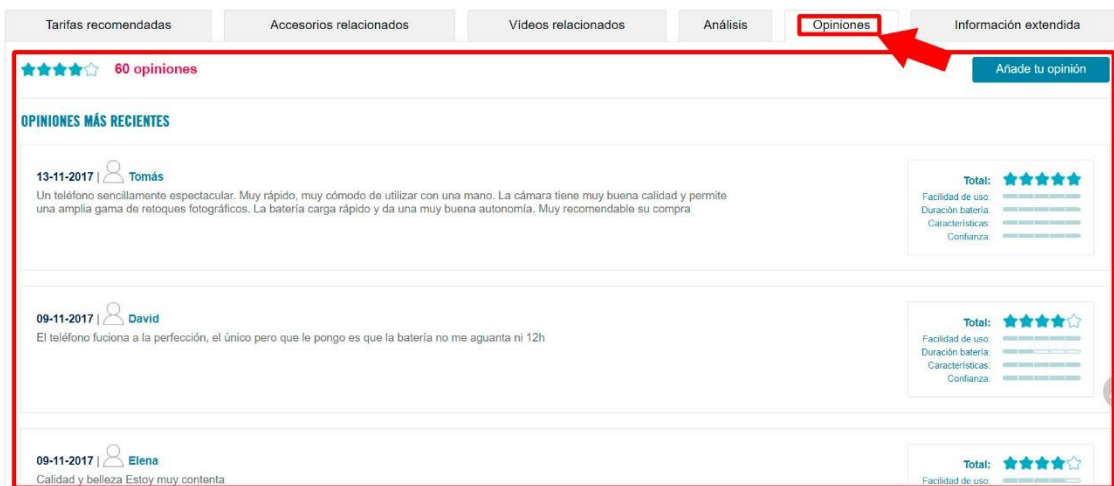 Tarifas recomendadas Accesorios relacionados Vídeos relacionados Análisis Opiniones Información extendida
60 opiniones Añade tu opinión
OPINIONES MÁS RECIENTES
13-11-2017 | Tomás
Un teléfono sencillamente espectacular. Muy rápido, muy cómodo de utilizar con una mano. La cámara tiene muy buena calidad y permite
una amplia gama de retoques fotográficos. La batería carga rápido y da una muy buena autonomía. Muy recomendable su compra
Total:
Facilidad de uso:
Duración batería:
Características:
Confianza:
09-11-2017 | David
El teléfono fuciona a la perfección, el único pero que le pongo es que la batería no me aguanta ni 12h
Total:
Facilidad de uso:
Duración batería:
Características:
Confianza:
09-11-2017 | Elena
Calidad y belleza Estoy muy contenta
Total:
Facilidad de uso: